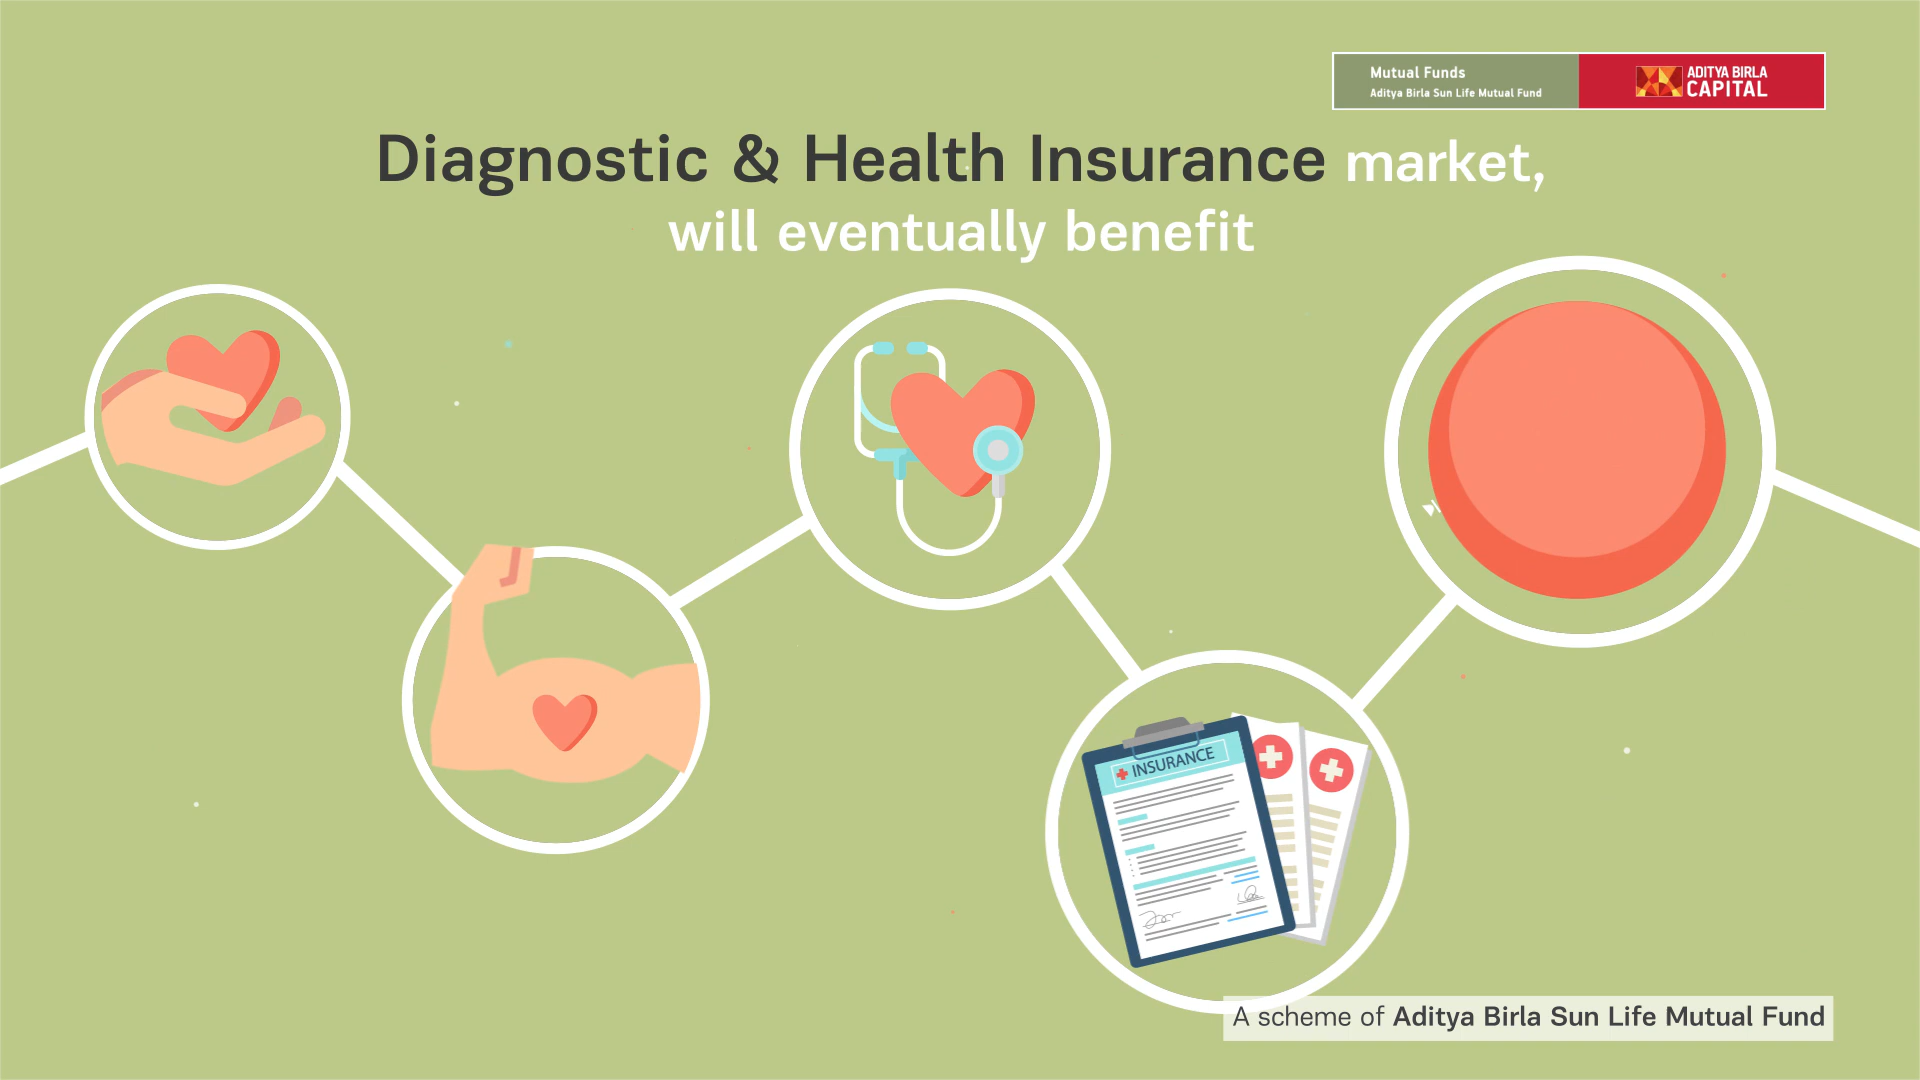 Mutual Funds
Aditya Birla Sun Life Mutual Fund
ADITYA BIRLA
CAPITAL
Diagnostic & Health Insurance market,
will eventually benefit
INSURANCE
A scheme of Aditya Birla Sun Life Mutual Fund